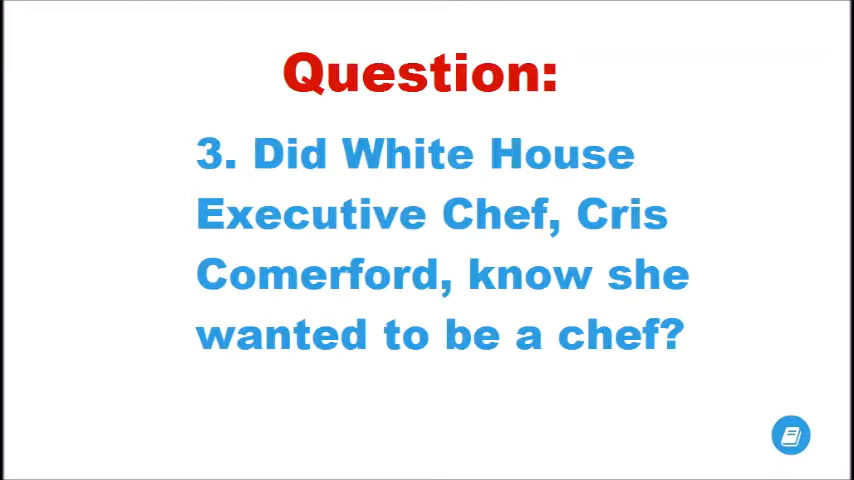 Question:
3. Did White House
Executive Chef, Cris
Comerford, know she
wanted to be a chef?